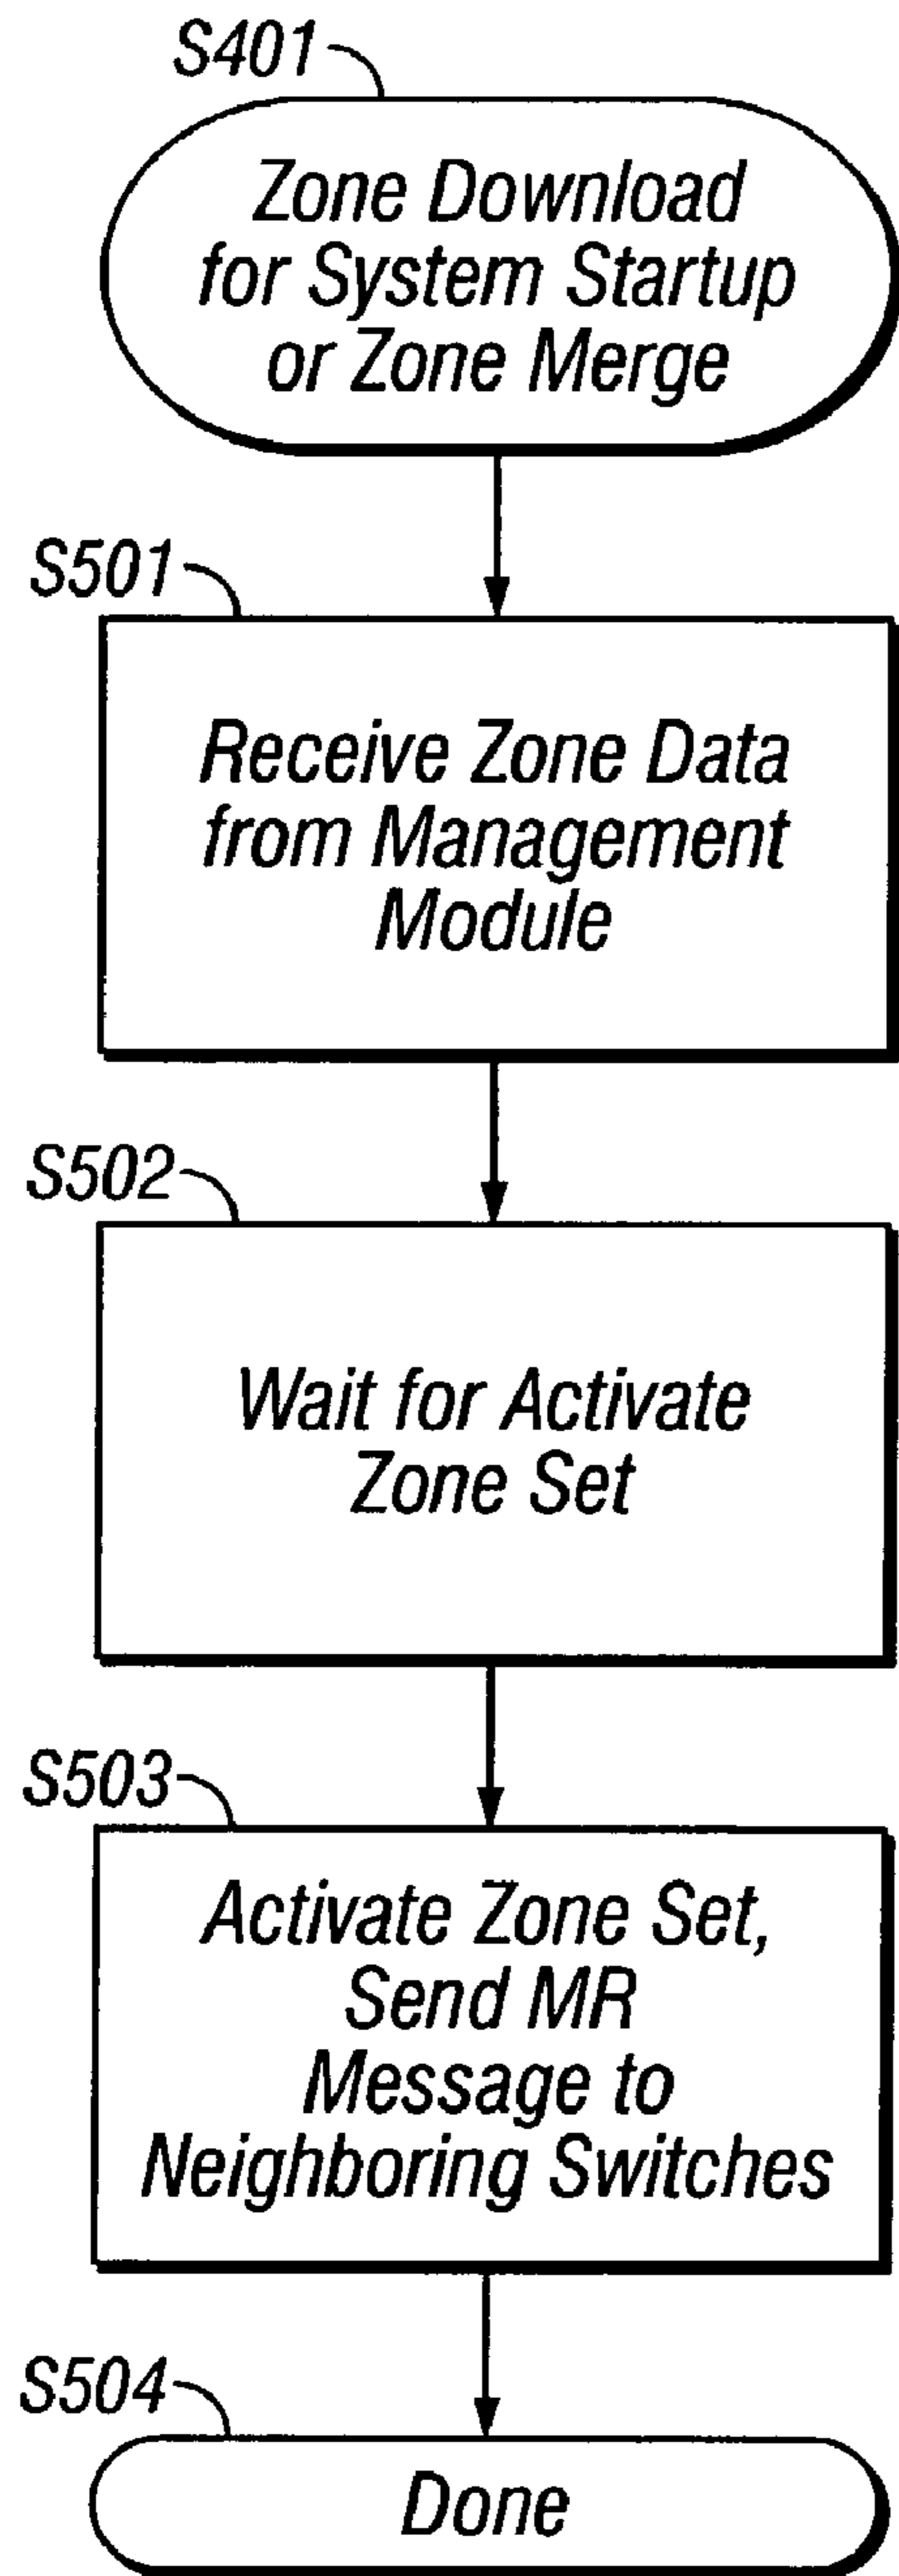 S401
Zone Download
for System Startup
or Zone Merge
S501
Receive Zone Data
from Management
Module
S502
Wait for Activate
Zone Set
S503
Activate Zone Set,
Send MR
Message to
Neighboring Switches
S504
Done